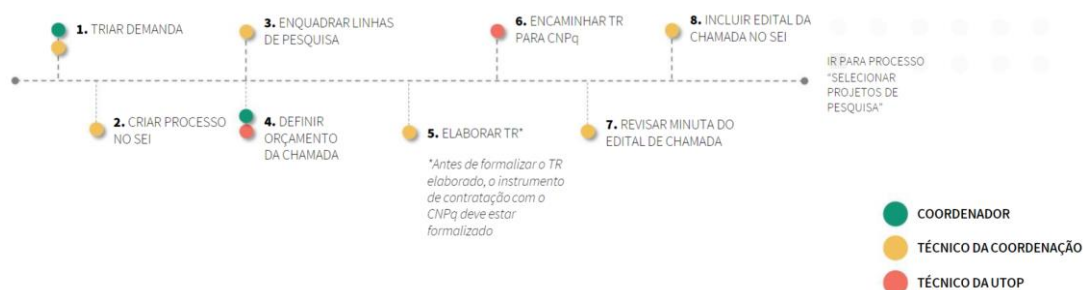 1. TRIAR DEMANDA
2. CRIAR PROCESSO
NO SEI
3. ENQUADRAR LINHAS
DE PESQUISA
4. DEFINIR
ORÇAMENTO
DA CHAMADA
5. ELABORAR TR*
*Antes de formalizar o TR
elaborado, o instrumento
de contratação com o
CNPq deve estar
formalizado
6. ENCAMINHAR TR
PARA CNPq
7. REVISAR MINUTA DO
EDITAL DE CHAMADA
8. INCLUIR EDITAL DA
CHAMADA NO SEI
IR PARA PROCESSO
"SELECIONAR
PROJETOS DE
PESQUISA"
COORDENADOR
TÉCNICO DA COORDENAÇÃO
TÉCNICO DA UTOP